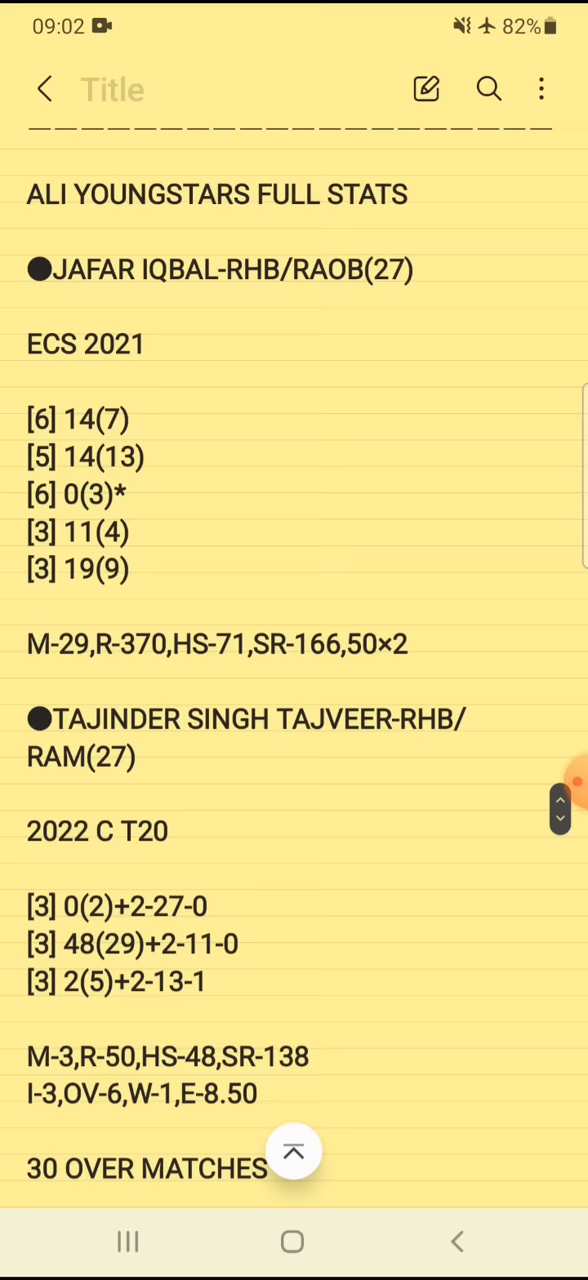 09:02 82%
Title
ALI YOUNGSTARS FULL STATS
●JAFAR IQBAL-RHB/RAOB(27)
ECS 2021
[6] 14(7)
[5] 14(13)
[6] 0(3)*
[3] 11(4)
[3] 19(9)
M-29,R-370,HS-71,SR-166,50×2
●TAJINDER SINGH TAJVEER-RHB/
RAM(27)
2022 C T20
[3] 0(2)+2-27-0
[3] 48(29)+2-11-0
[3] 2(5)+2-13-1
M-3,R-50,HS-48,SR-138
I-3,OV-6,W-1,E-8.50
30 OVER MATCHES